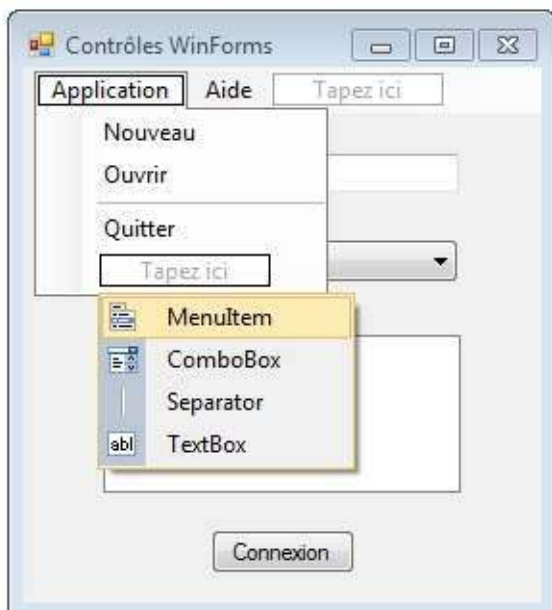 Contrôles WinForms
Application Aide Tapez ici
Nouveau
Ouvrir
Quitter
Tapez ici
MenuItem
ComboBox
Separator
abl TextBox
Connexion